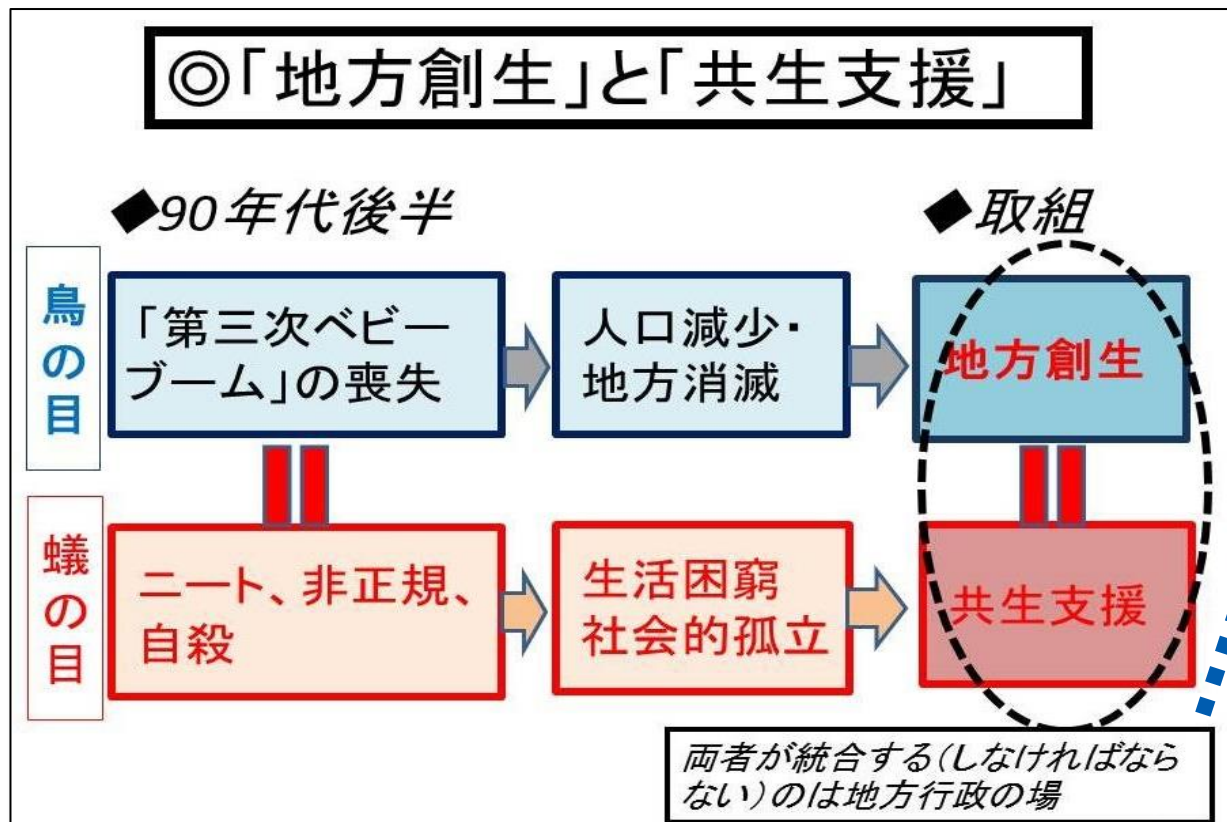 ◎「地方創生」と「共生支援」
◆90年代後半
◆取組
鳥の目
「第三次ベビー
ブーム」の喪失
人口減少・
地方消滅
地方創生
蟻の目
ニート、非正規、
自殺
生活困窮
社会的孤立
共生支援
両者が統合する(しなければなら
ない)のは地方行政の場